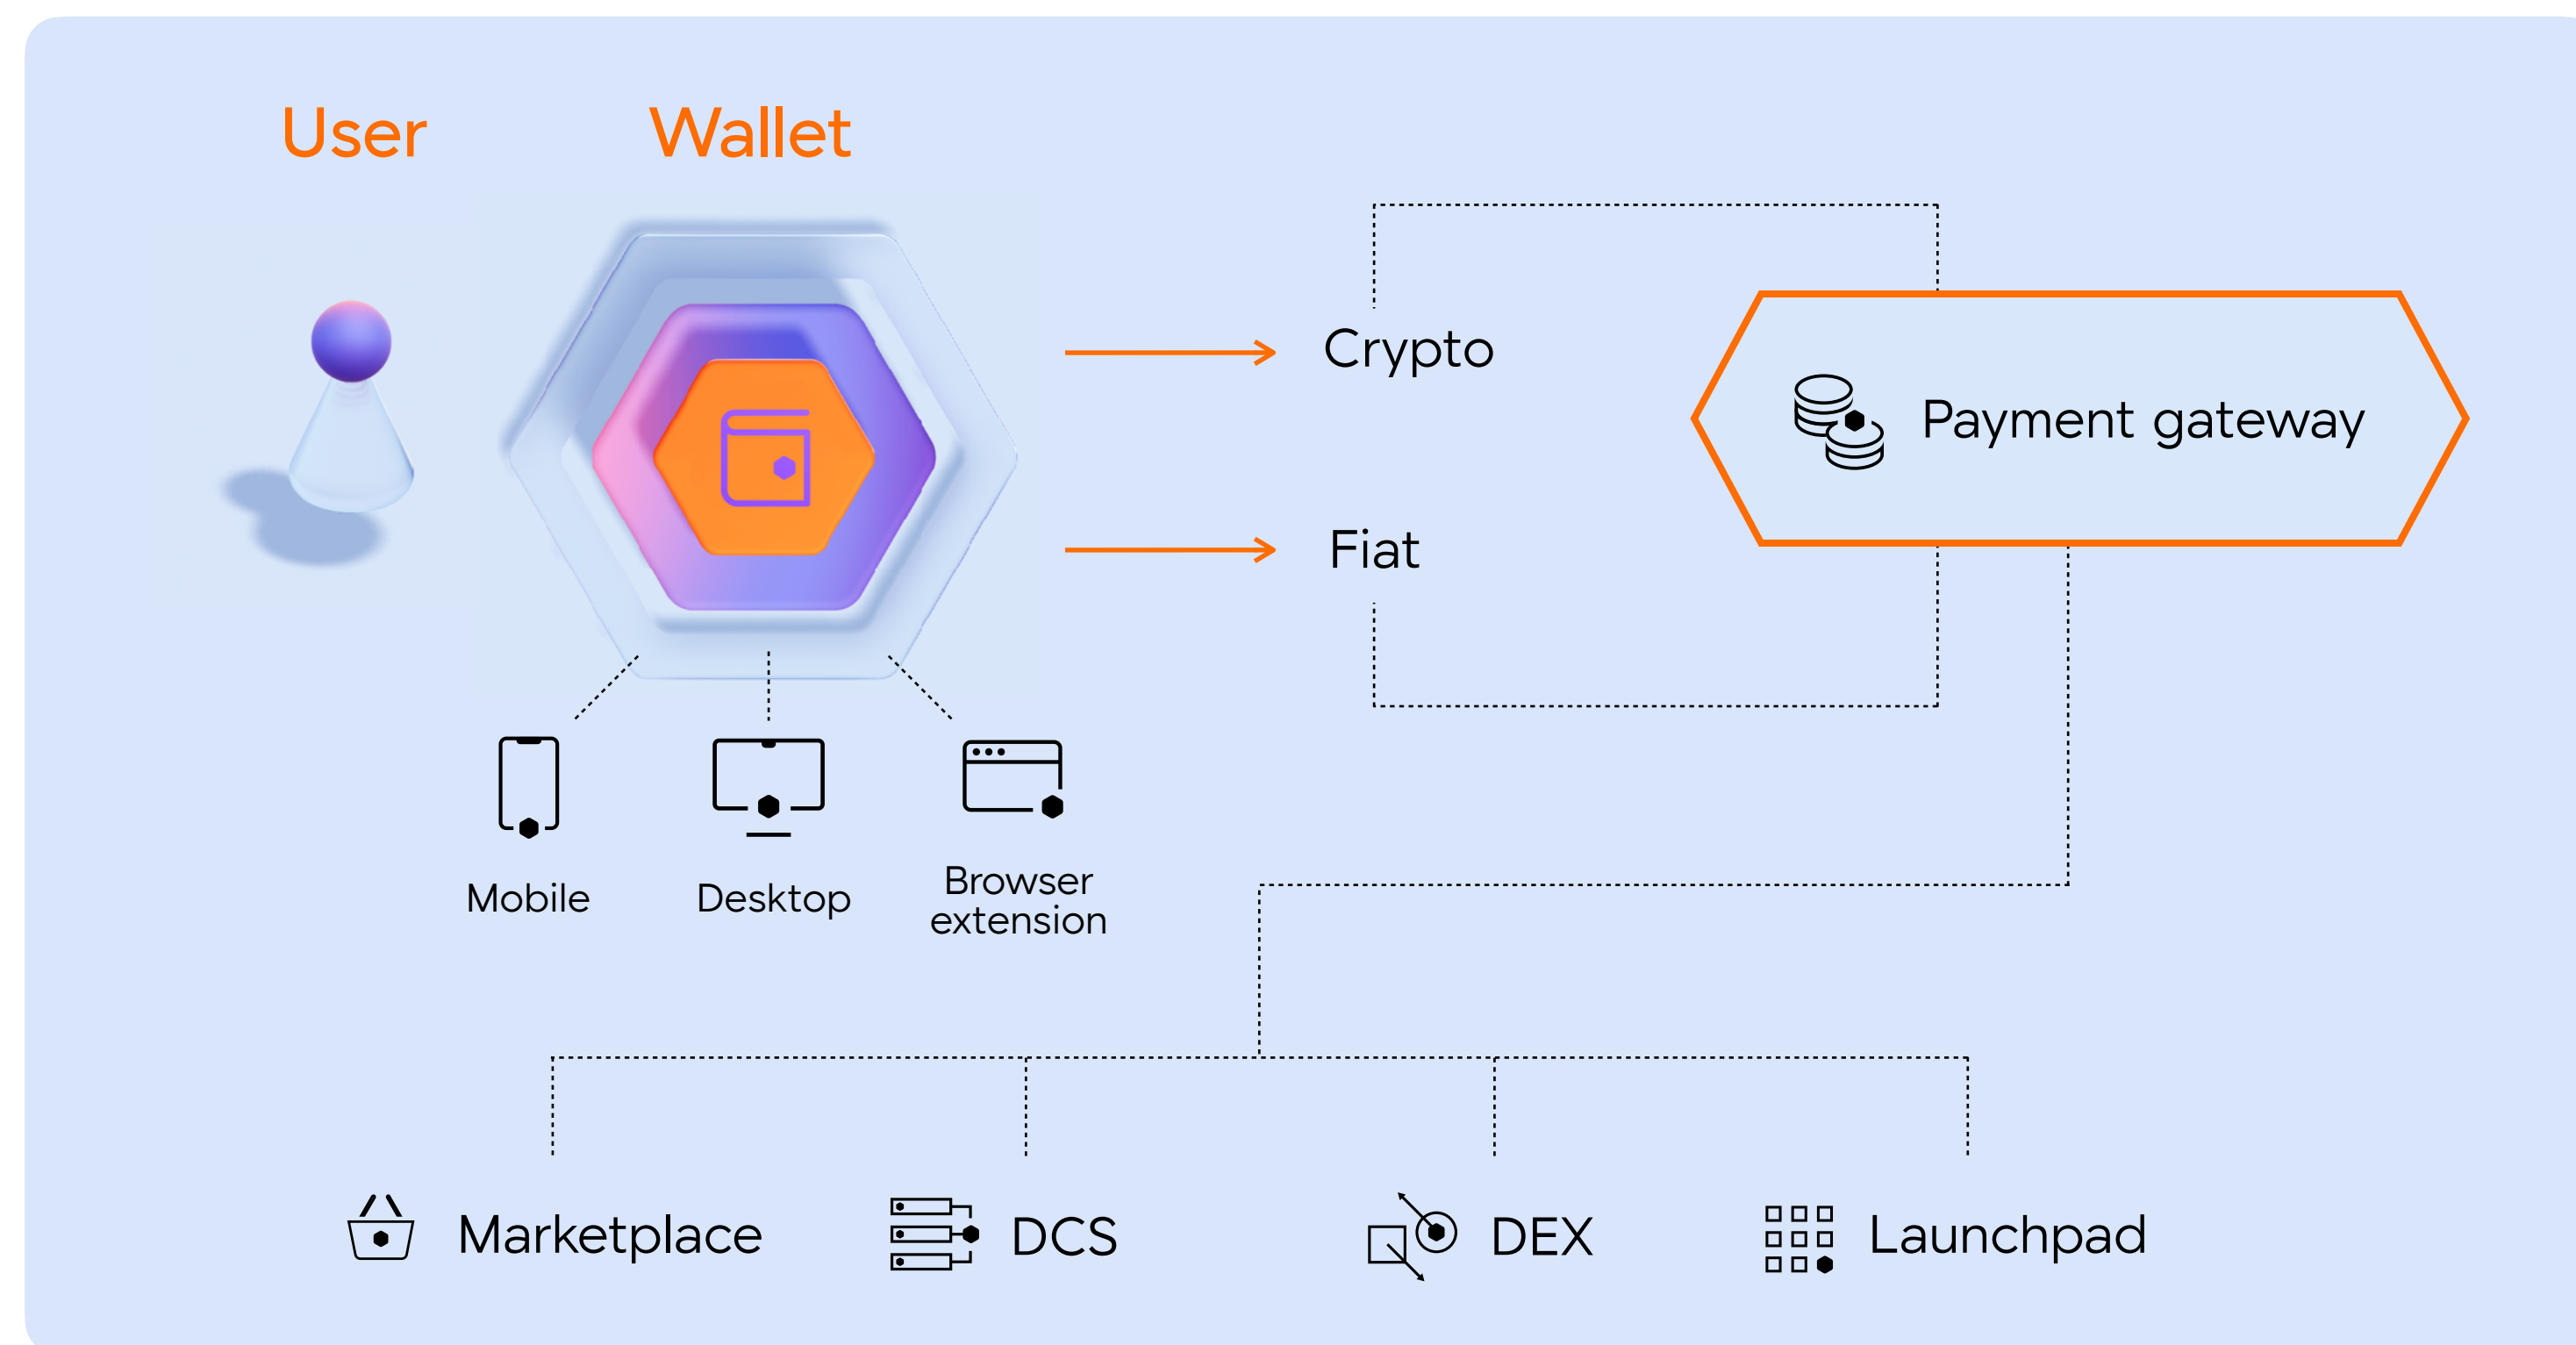 User
Wallet
Crypto
Payment gateway
Fiat
Mobile
Desktop
Browser
extension
Marketplace
DCS
DEX
Launchpad